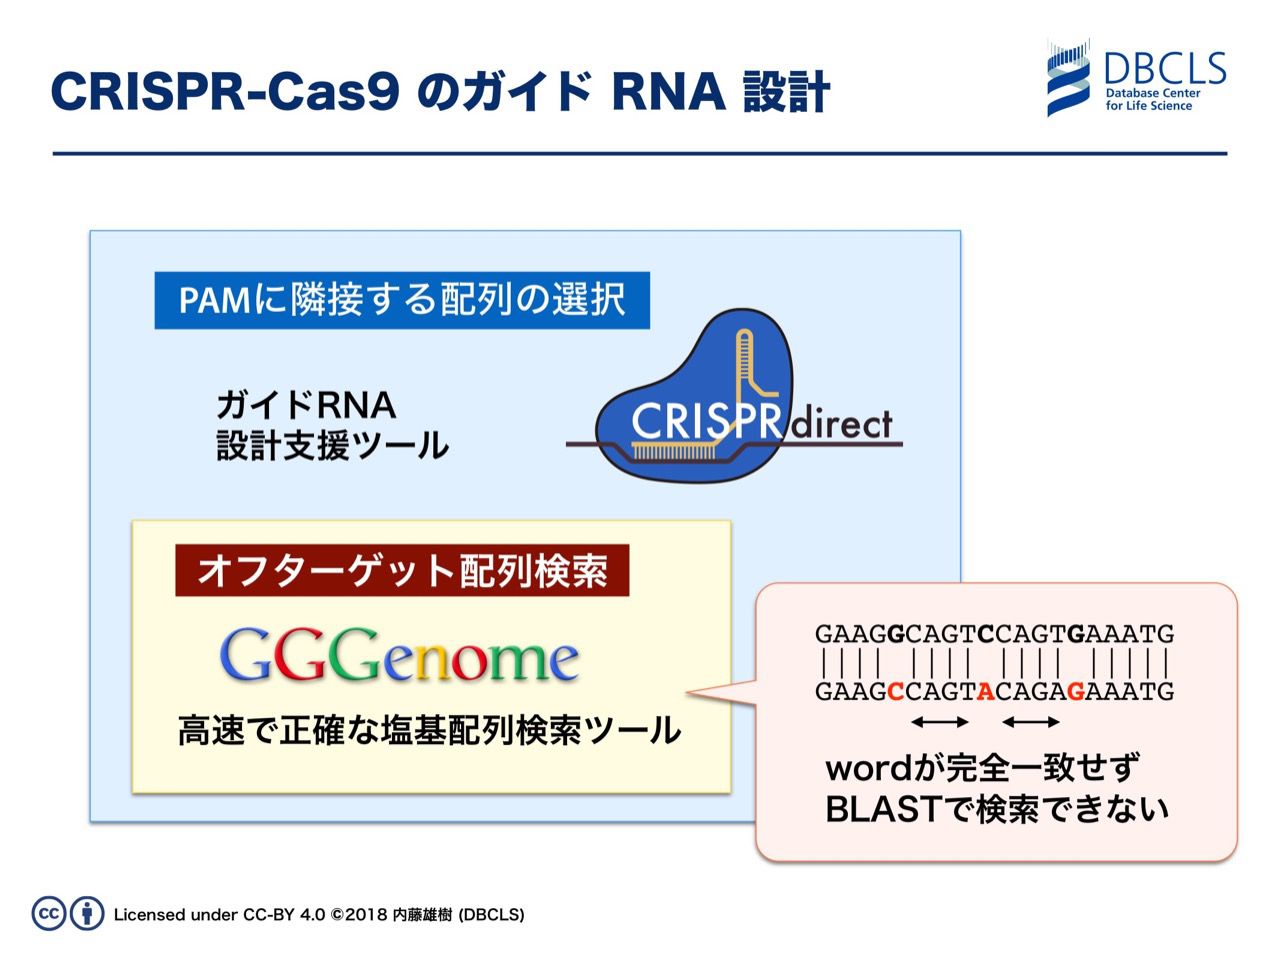 CRISPR-Cas9 のガイド RNA 設計
DBCLS
Database Center
for Life Science
PAMに隣接する配列の選択
ガイドRNA
設計支援ツール
CRISPRdirect
オフターゲット配列検索
GGGenome
高速で正確な塩基配列検索ツール
GAAGGCAGTCCAGTGAAATG
GAAGCCAGTACAGAGAAATG
wordが完全一致せず
BLASTで検索できない
cc
Licensed under CC-BY 4.0 ©2018 内藤雄樹 (DBCLS)